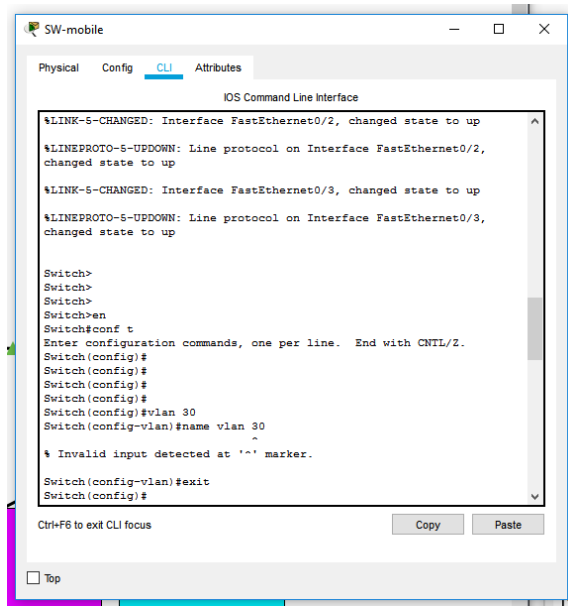 SW-mobile
Physical Config CLI Attributes
IOS Command Line Interface
%LINK-5-CHANGED: Interface FastEthernet0/2, changed state to up
%LINEPROTO-5-UPDOWN: Line protocol on Interface FastEthernet0/2,
changed state to up
%LINK-5-CHANGED: Interface FastEthernet0/3, changed state to up
%LINEPROTO-5-UPDOWN: Line protocol on Interface FastEthernet0/3,
changed state to up
Switch>
Switch>
Switch>
Switch>en
Switch#conf t
Enter configuration commands, one per line. End with CNTL/Z.
Switch(config)#
Switch(config)#
Switch(config)#
Switch(config)#
Switch(config)#vlan 30
Switch(config-vlan)#name vlan 30
^
% Invalid input detected at '^' marker.
Switch(config-vlan)#exit
Switch(config)#
Ctrl+F6 to exit CLI focus
Copy Paste
Top